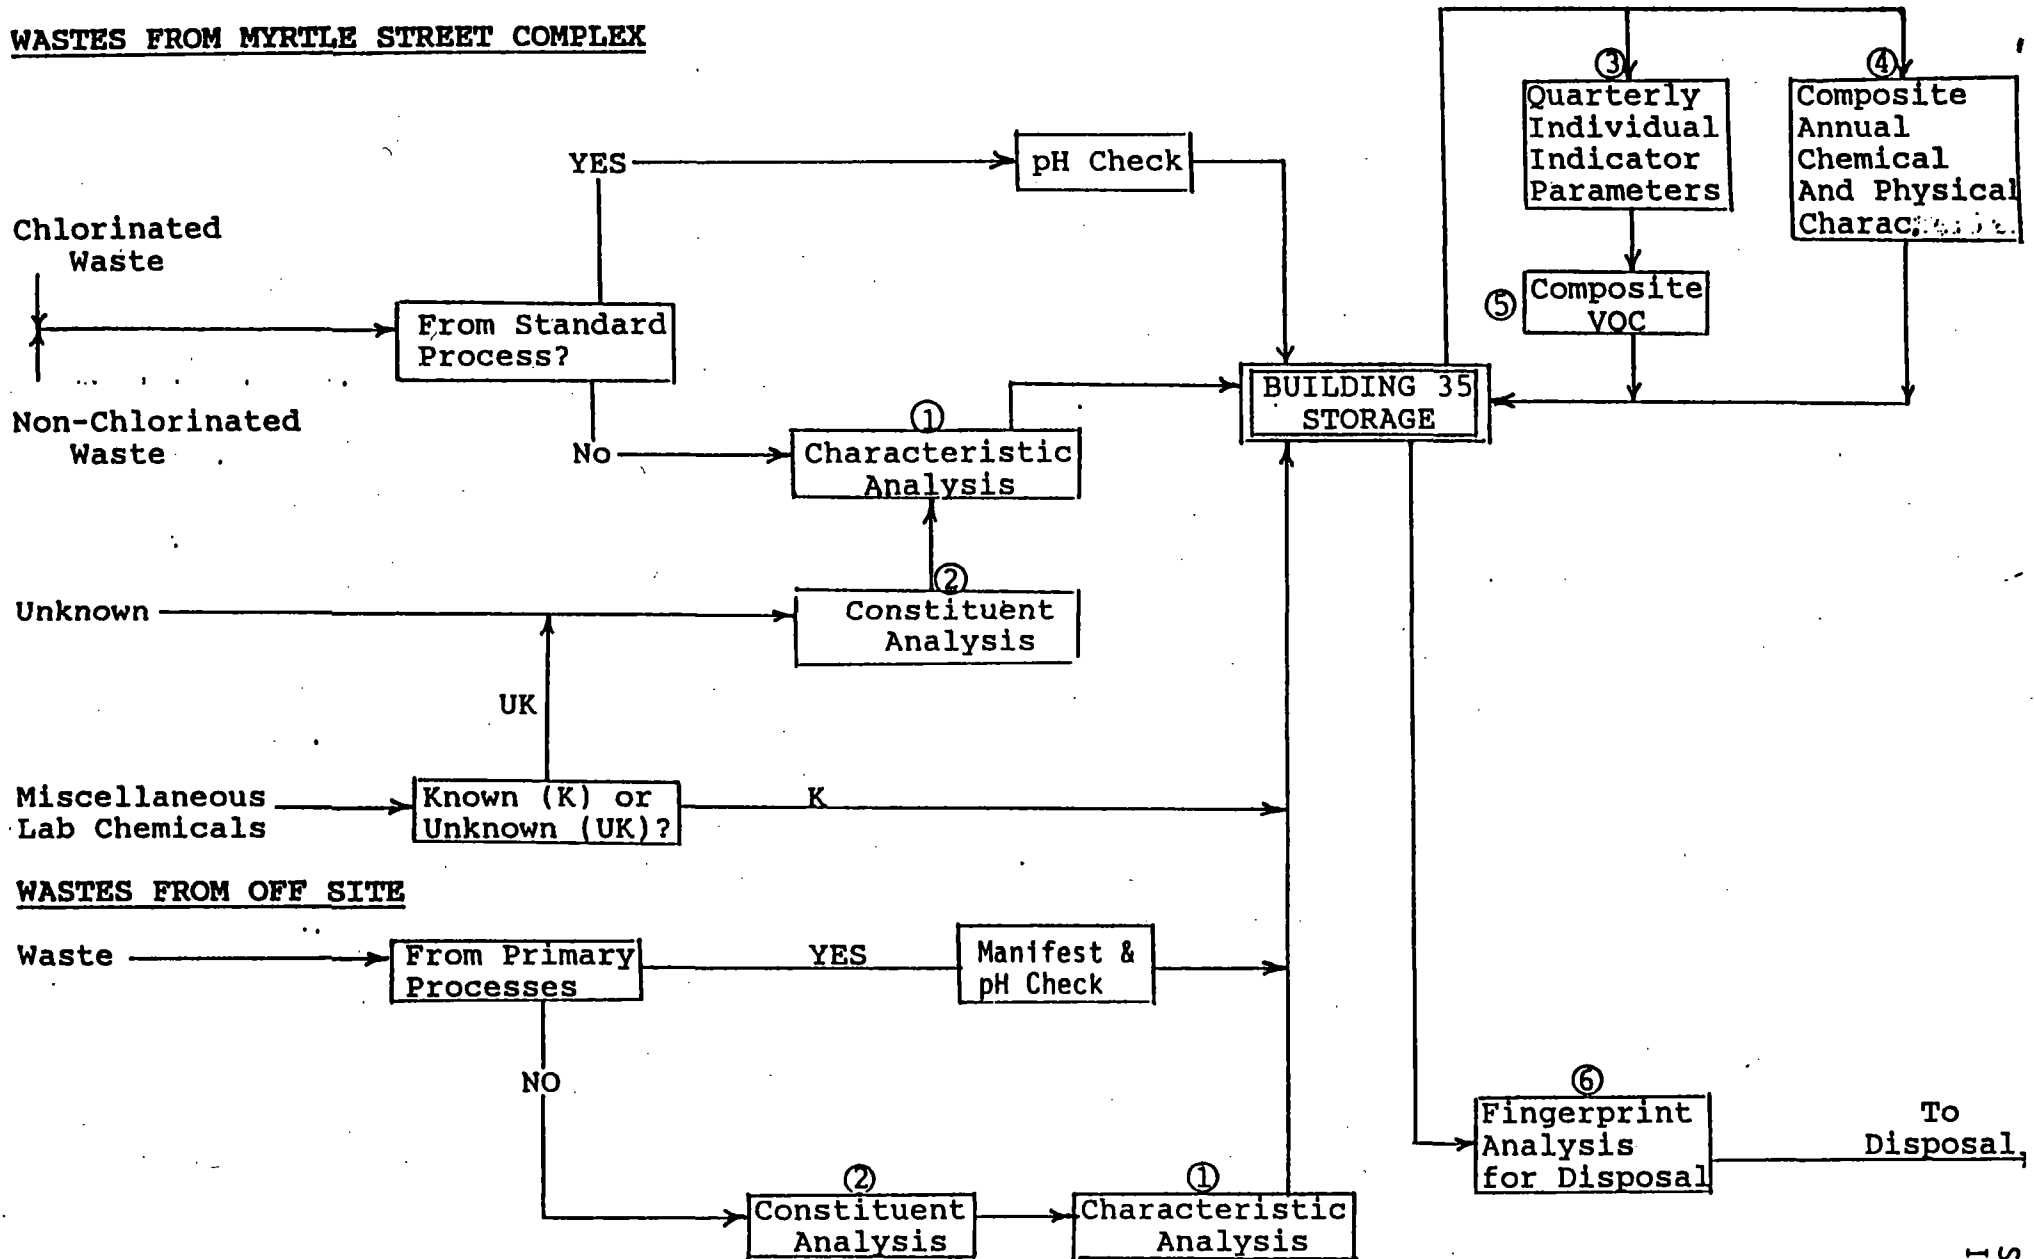 WASTES FROM MYRTLE STREET COMPLEX
③
Quarterly
Individual
Indicator
Parameters
④
Composite
Annual
Chemical
And Physical
YES
pH Check
Chlorinated
Waste
From Standard
Process?
⑤
Composite
VOC
Non-Chlorinated
Waste
No
①
Characteristic
Analysis
BUILDING 35
STORAGE
Unknown
②
Constituent
Analysis
UK
Miscellaneous
Lab Chemicals
Known (K) or
Unknown (UK)?
K
WASTES FROM OFF SITE
Waste
From Primary
Processes
YES
Manifest &
pH Check
NO
②
Constituent
Analysis
①
Characteristic
Analysis
⑥
Fingerprint
Analysis
for Disposal
To
Disposal